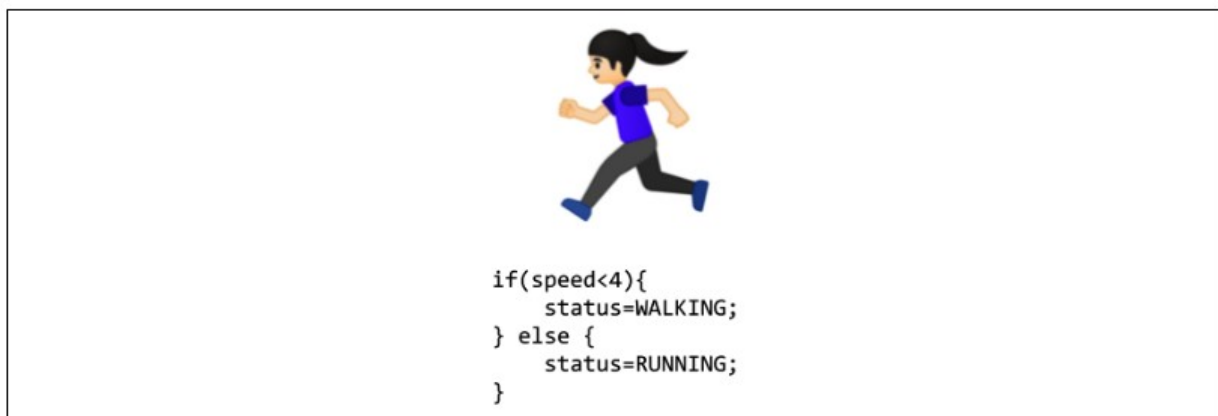 if(speed<4){
    status=WALKING;
} else {
    status=RUNNING;
}